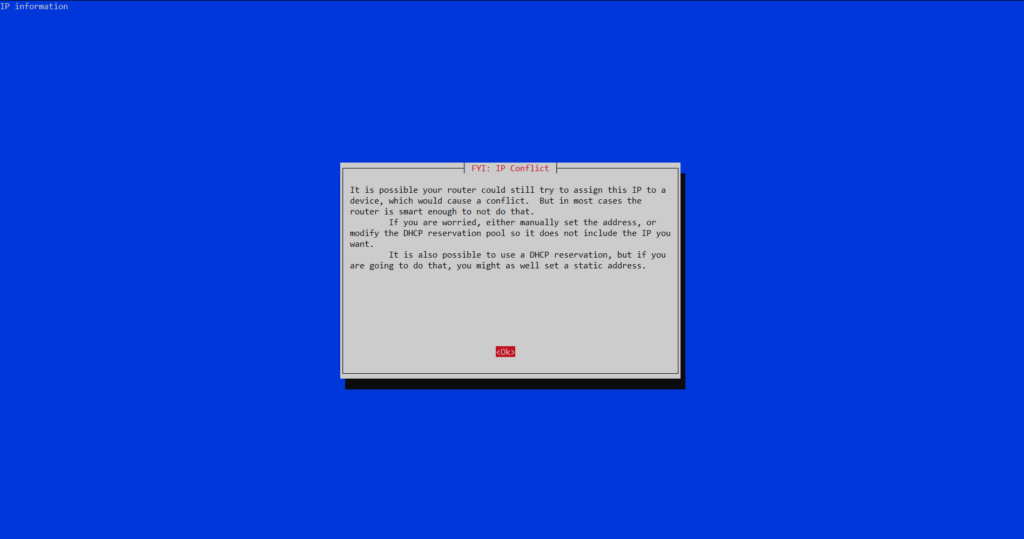 IP information
FYI: IP Conflict
It is possible your router could still try to assign this IP to a
device, which would cause a conflict.  But in most cases the
router is smart enough to not do that.
        If you are worried, either manually set the address, or
modify the DHCP reservation pool so it does not include the IP you
want.
        It is also possible to use a DHCP reservation, but if you
are going to do that, you might as well set a static address.
<Ok>